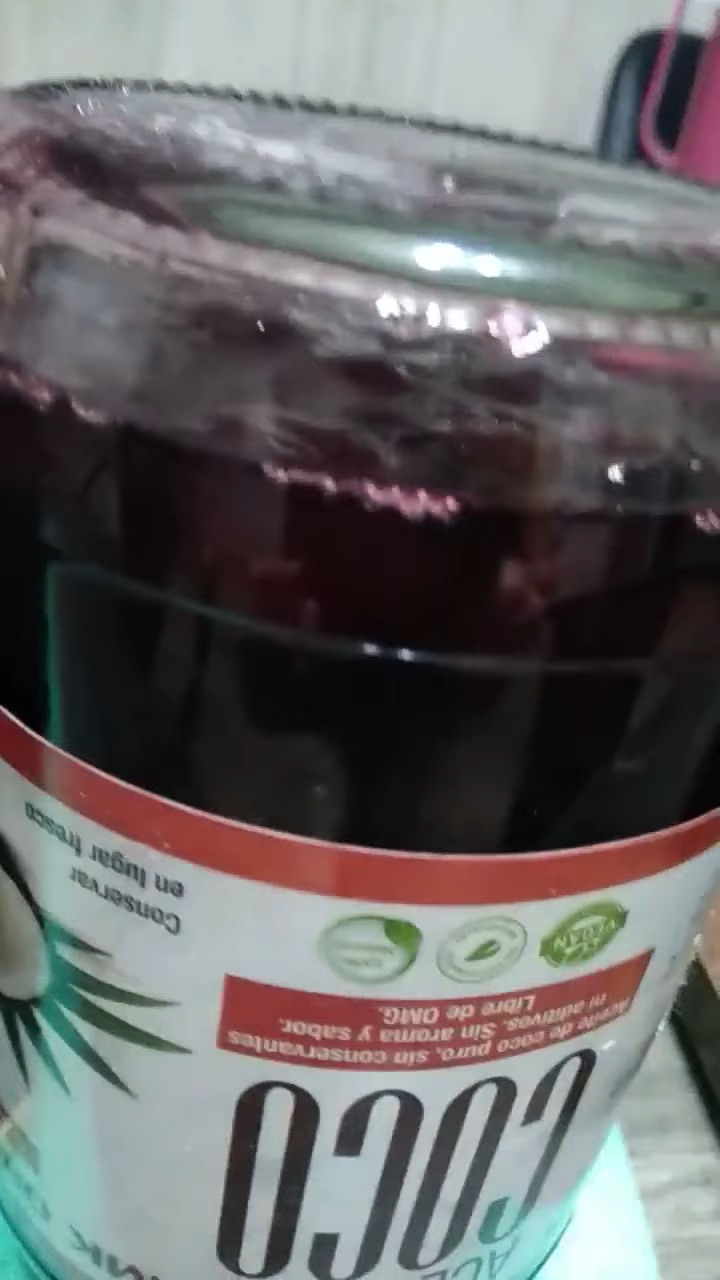 COCO
Aceite de coco puro, sin conservantes
ni aditivos. Sin aroma y sabor.
Libre de OMG.
VEGAN
Conservar
en lugar fresco